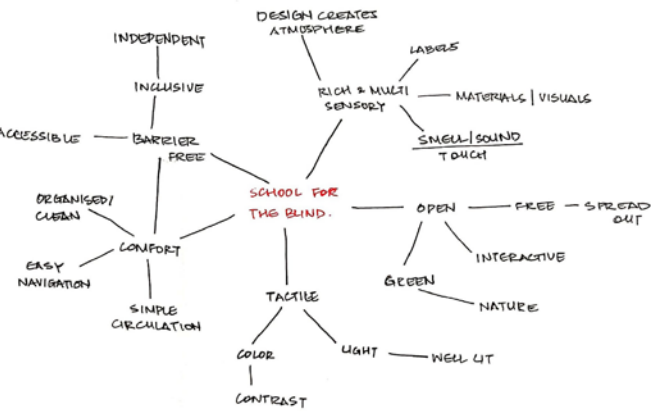 DESIGN CREATES
ATMOSPHERE
INDEPENDENT
LABELS
INCLUSIVE
RICH & MULTI
SENSORY
MATERIALS | VISUALS
ACCESSIBLE
BARRIER
FREE
SMELL/SOUND
TOUCH
SCHOOL FOR
THE BLIND.
ORGANISED/
CLEAN
OPEN
FREE
SPREAD
OUT
COMFORT
INTERACTIVE
EASY
NAVIGATION
GREEN
NATURE
SIMPLE
CIRCULATION
TACTILE
COLOR
LIGHT
WELL LIT
CONTRAST